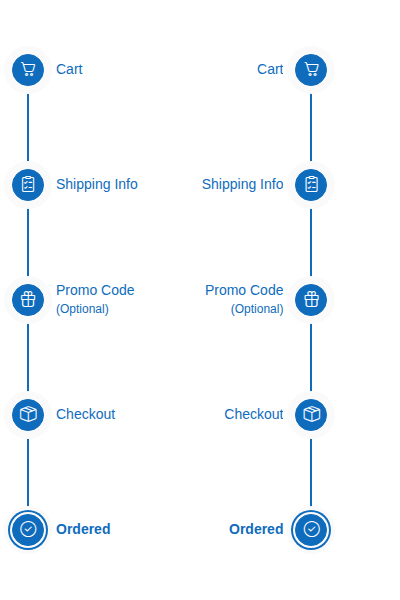 Cart
Shipping Info
Promo Code
(Optional)
Checkout
Ordered
Cart
Shipping Info
Promo Code
(Optional)
Checkout
Ordered